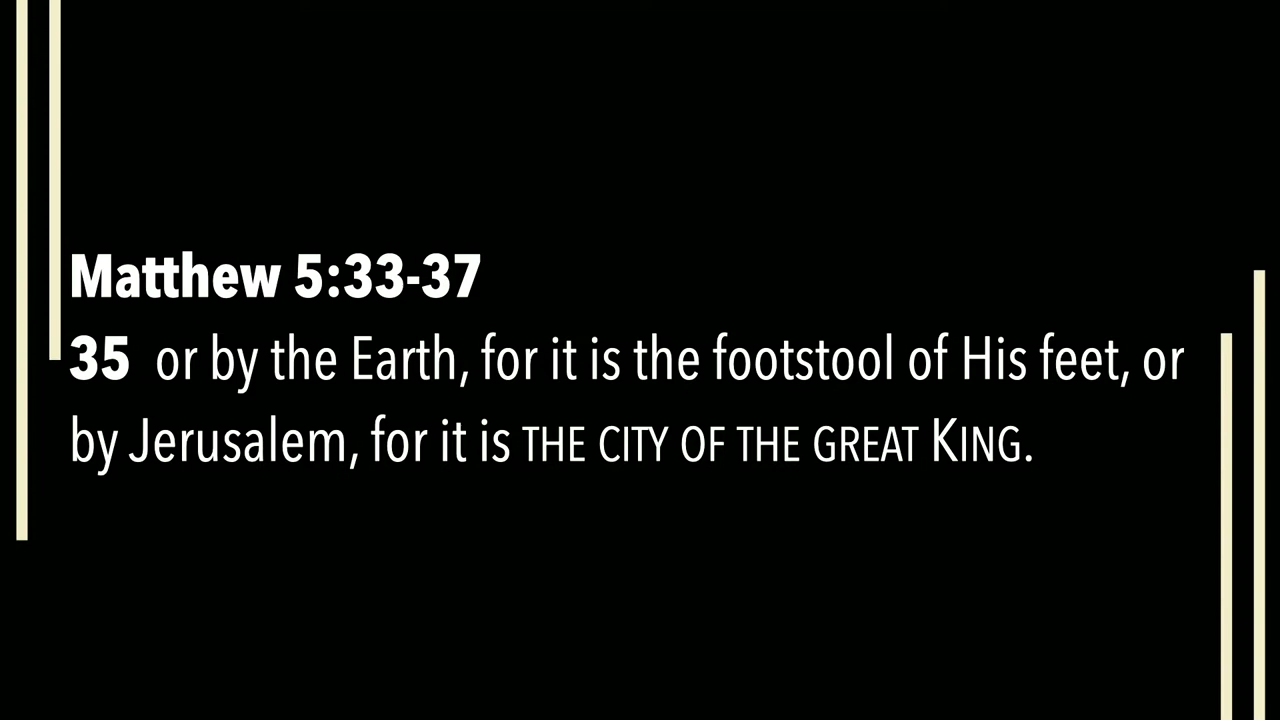 Matthew 5:33-37
35 or by the Earth, for it is the footstool of His feet, or
by Jerusalem, for it is THE CITY OF THE GREAT KING.